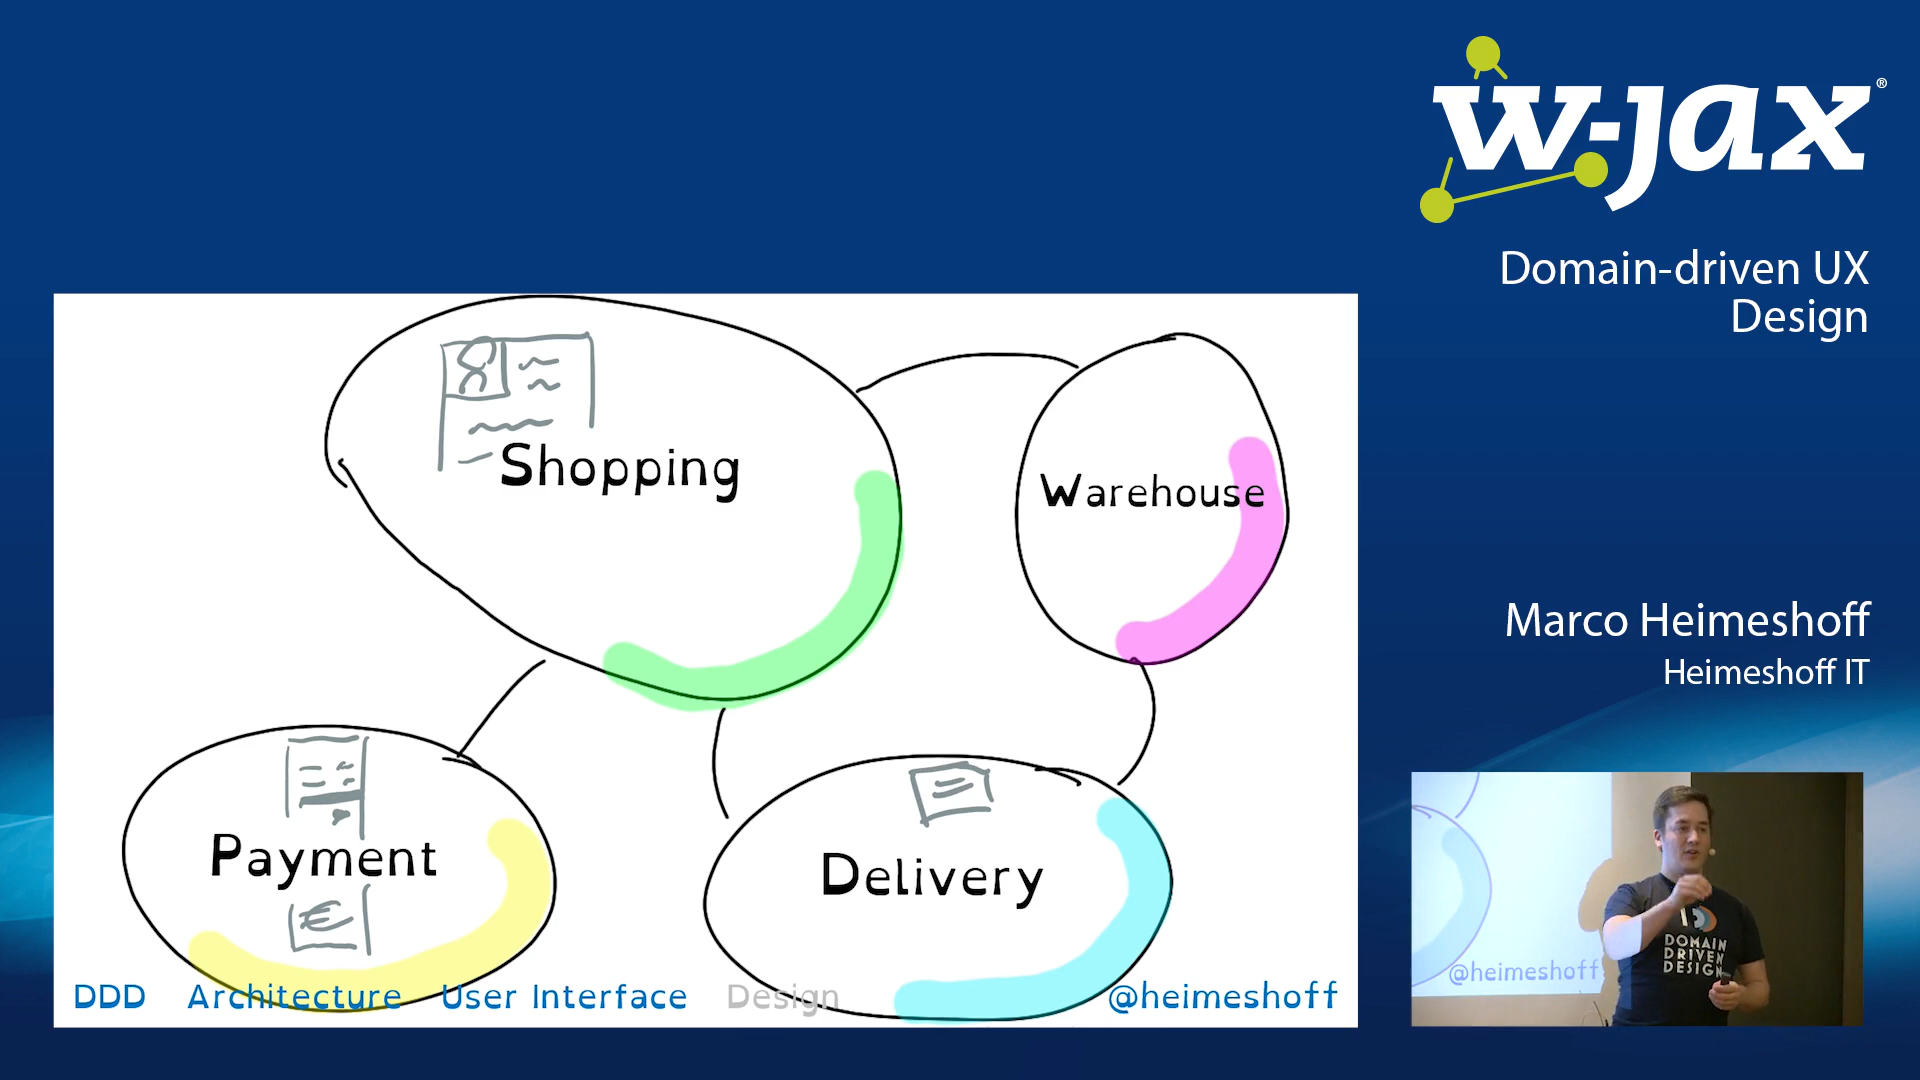 w-jax®
Domain-driven UX
Design
Shopping
Warehouse
Payment
€
Delivery
DDD Architecture User Interface Design @heimeshoff
Marco Heimeshoff
Heimeshoff IT
DOMAIN
DRIVEN
DESIGN
@heimeshoff